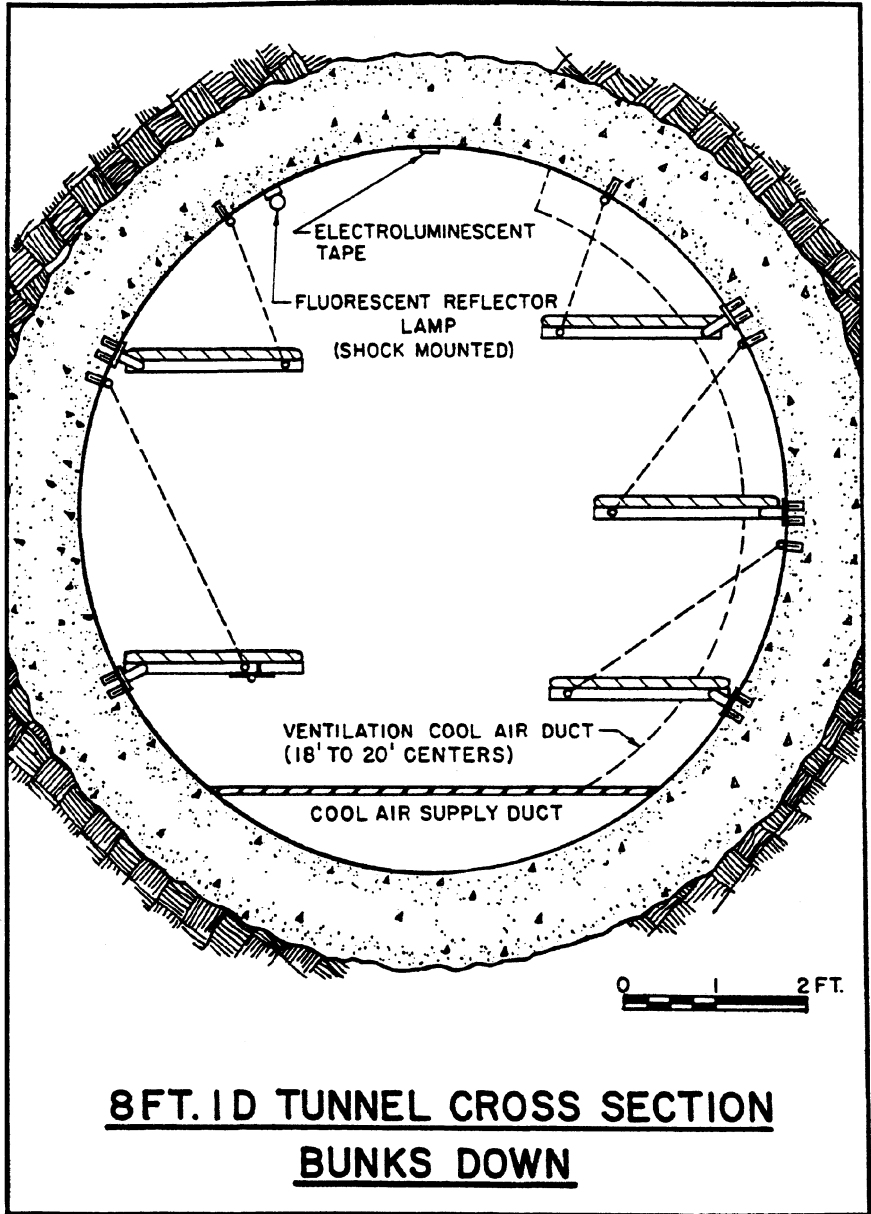 ELECTROLUMINESCENT
TAPE
FLUORESCENT REFLECTOR
LAMP
(SHOCK MOUNTED)
VENTILATION COOL AIR DUCT
(18' TO 20' CENTERS)
COOL AIR SUPPLY DUCT
0 1 2 FT.
8 FT. I D TUNNEL CROSS SECTION
BUNKS DOWN